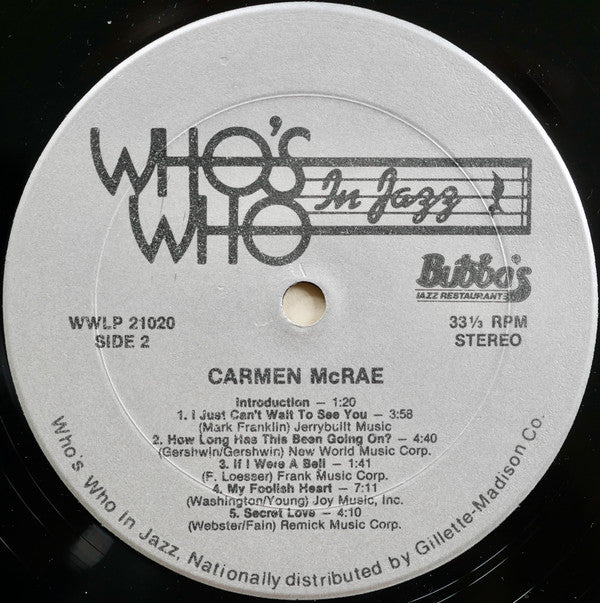 WHO'S
WHO
In Jazz
Bubba's
JAZZ RESTAURANTS
WWLP 21020
SIDE 2
33⅓ RPM
STEREO
CARMEN McRAE
Introduction — 1:20
1. I Just Can't Wait To See You — 3:58
(Mark Franklin) Jerrybuilt Music
2. How Long Has This Been Going On? — 4:40
(Gershwin/Gershwin) New World Music Corp.
3. If I Were A Bell — 1:41
(F. Loesser) Frank Music Corp.
4. My Foolish Heart — 7:11
(Washington/Young) Joy Music, Inc.
5. Secret Love — 4:10
(Webster/Fain) Remick Music Corp.
Who's Who In Jazz, Nationally distributed by Gillette-Madison Co.